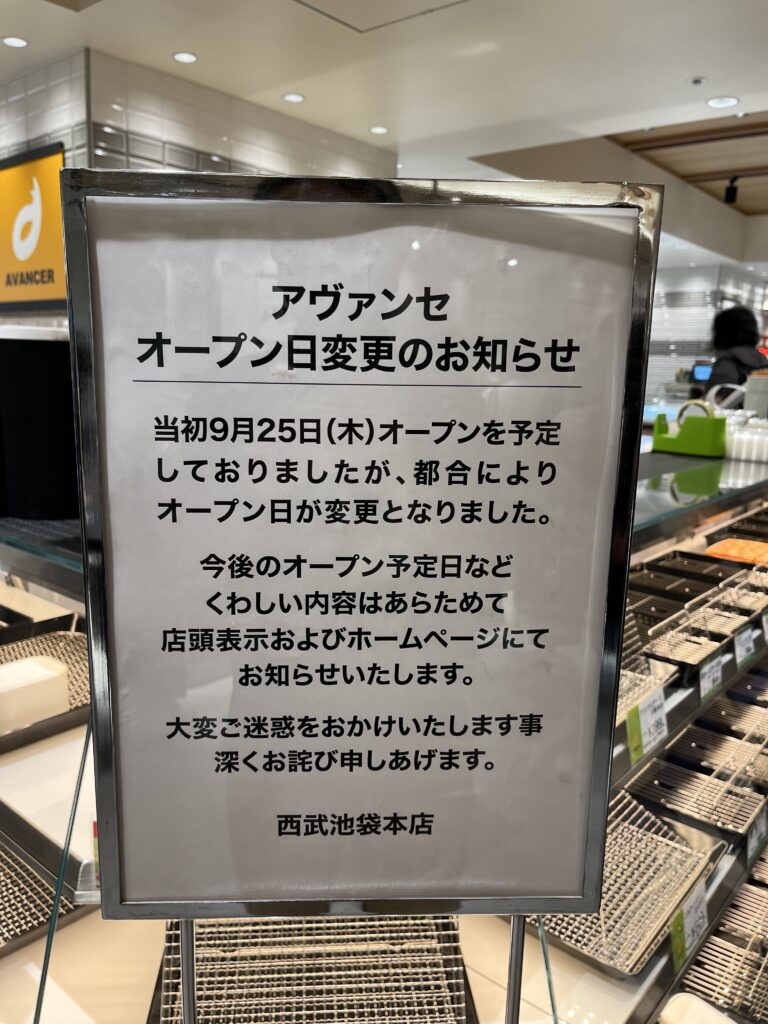 AVANCER
アヴァンセ
オープン日変更のお知らせ
当初9月25日(木)オープンを予定
しておりましたが、都合により
オープン日が変更となりました。
今後のオープン予定日など
くわしい内容はあらためて
店頭表示およびホームページにて
お知らせいたします。
大変ご迷惑をおかけいたします事
深くお詫び申しあげます。
西武池袋本店